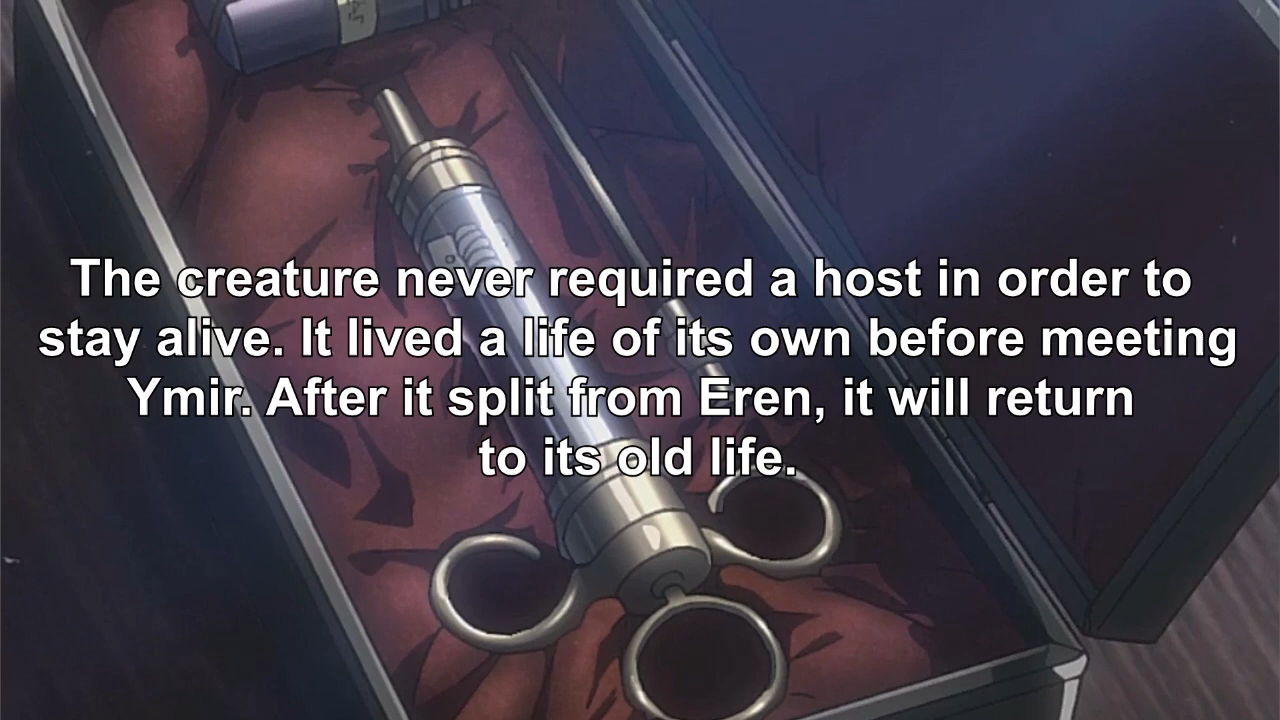 The creature never required a host in order to
stay alive. It lived a life of its own before meeting
Ymir. After it split from Eren, it will return
to its old life.